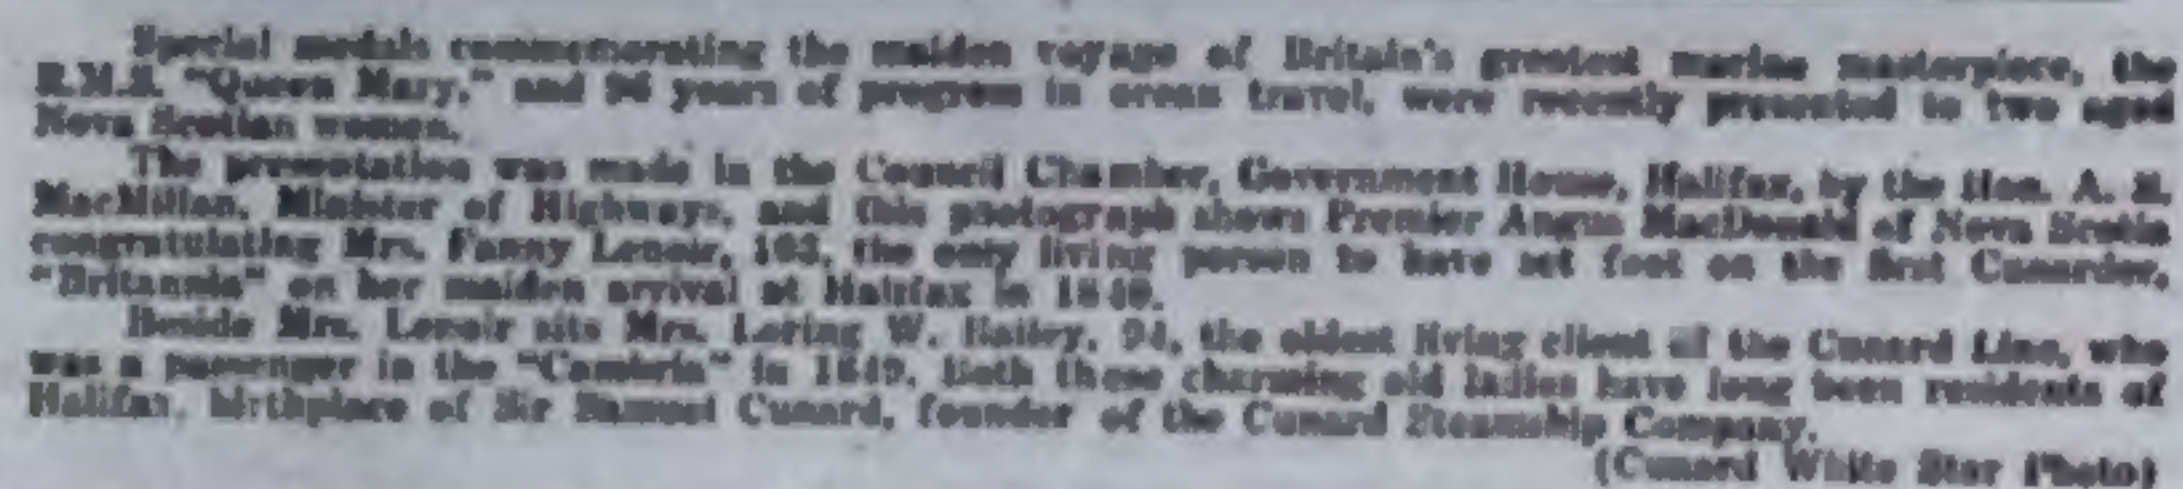 Special medals commemorating the maiden voyage of Britain's greatest marine masterpiece, the
R.M.S. "Queen Mary," and 96 years of progress in ocean travel, were recently presented to two aged
Nova Scotian women.
The presentation was made in the Council Chamber, Government House, Halifax, by the Hon. A. S.
MacMillan, Minister of Highways, and this photograph shows Premier Angus MacDonald of Nova Scotia
congratulating Mrs. Fanny Lenoir, 103, the only living person to have set foot on the first Cunarder,
"Britannia" on her maiden arrival at Halifax in 1840.
Beside Mrs. Lenoir sits Mrs. Loring W. Bailey, 94, the oldest living client of the Cunard Line, who
was a passenger in the "Cambria" in 1849. Both these charming old ladies have long been residents of
Halifax, birthplace of Sir Samuel Cunard, founder of the Cunard Steamship Company.
(Cunard White Star Photo)